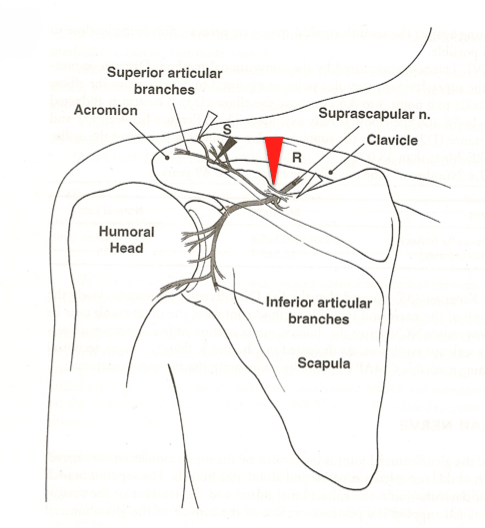 Superior articular
branches
Acromion
S
Suprascapular n.
Clavicle
R
Humoral
Head
Inferior articular
branches
Scapula